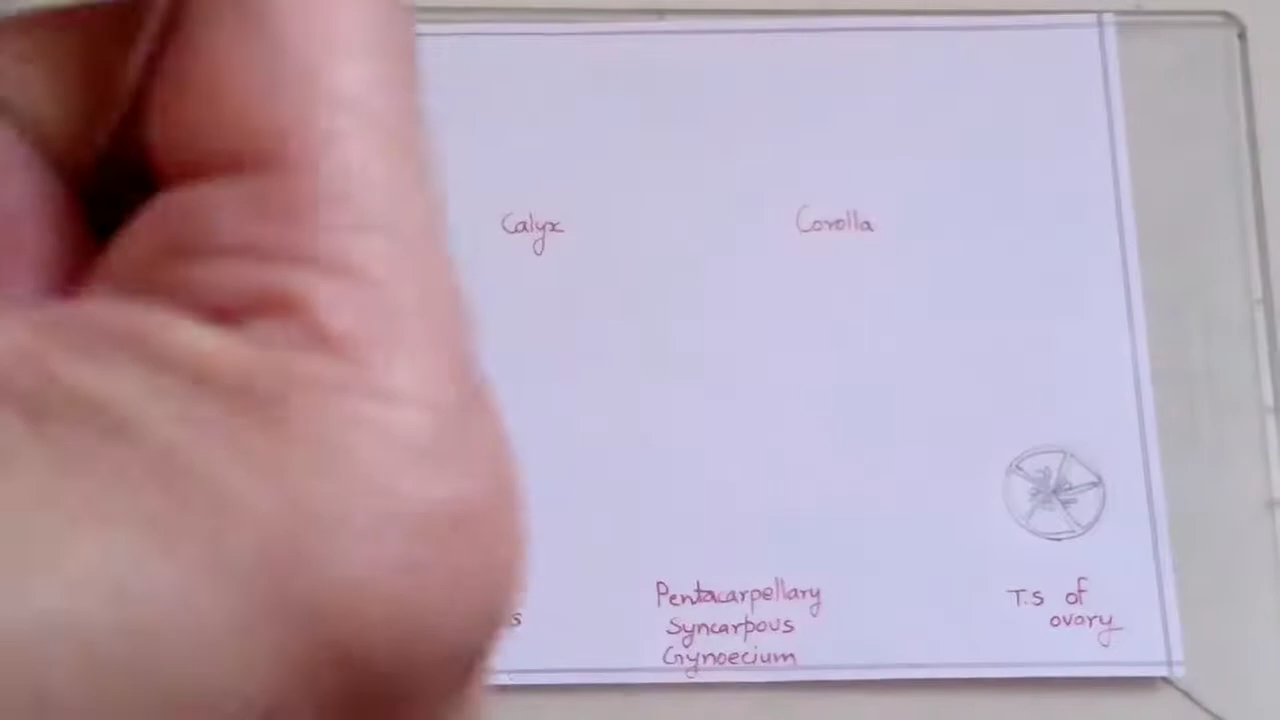 Calyx
Corolla
s
Pentacarpellary
Syncarpous
Gynoecium
T.S of
ovary